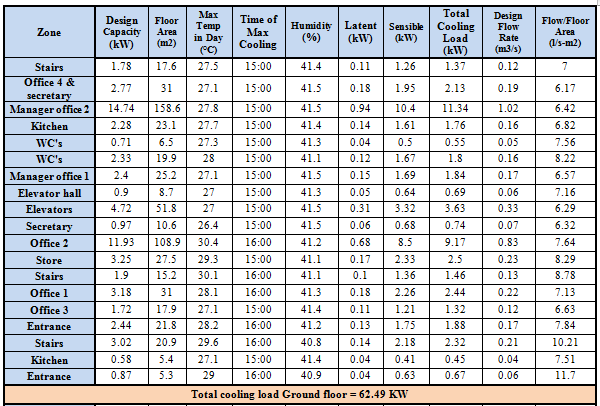 Zone Design Capacity (kW) Floor Area (m2) Max Temp in Day (°C) Time of Max Cooling Humidity (%) Latent (kW) Sensible (kW) Total Cooling Load (kW) Design Flow Rate (m3/s) Flow/Floor Area (l/s-m2)
Stairs 1.78 17.6 27.5 15:00 41.4 0.11 1.26 1.37 0.12 7
Office 4 & secretary 2.77 31 27.1 15:00 41.5 0.18 1.95 2.13 0.19 6.17
Manager office 2 14.74 158.6 27.8 15:00 41.5 0.94 10.4 11.34 1.02 6.42
Kitchen 2.28 23.1 27.7 15:00 41.4 0.14 1.61 1.76 0.16 6.82
WC's 0.71 6.5 27.3 15:00 41.3 0.04 0.5 0.55 0.05 7.56
WC's 2.33 19.9 28 15:00 41.1 0.12 1.67 1.8 0.16 8.22
Manager office 1 2.4 25.2 27.1 15:00 41.5 0.15 1.69 1.84 0.17 6.57
Elevator hall 0.9 8.7 27 15:00 41.3 0.05 0.64 0.69 0.06 7.16
Elevators 4.72 51.8 27 15:00 41.5 0.31 3.32 3.63 0.33 6.29
Secretary 0.97 10.6 26.4 15:00 41.5 0.06 0.68 0.74 0.07 6.32
Office 2 11.93 108.9 30.4 16:00 41.2 0.68 8.5 9.17 0.83 7.64
Store 3.25 27.5 29.3 15:00 41.1 0.17 2.33 2.5 0.23 8.29
Stairs 1.9 15.2 30.1 16:00 41.1 0.1 1.36 1.46 0.13 8.78
Office 1 3.18 31 28.1 16:00 41.3 0.18 2.26 2.44 0.22 7.13
Office 3 1.72 17.9 27.1 15:00 41.4 0.11 1.21 1.32 0.12 6.63
Entrance 2.44 21.8 28.2 16:00 41.2 0.13 1.75 1.88 0.17 7.84
Stairs 3.02 20.9 29.6 16:00 40.8 0.14 2.18 2.32 0.21 10.21
Kitchen 0.58 5.4 27.1 15:00 41.4 0.04 0.41 0.45 0.04 7.51
Entrance 0.87 5.3 29 16:00 40.9 0.04 0.63 0.67 0.06 11.7
Total cooling load Ground floor = 62.49 KW